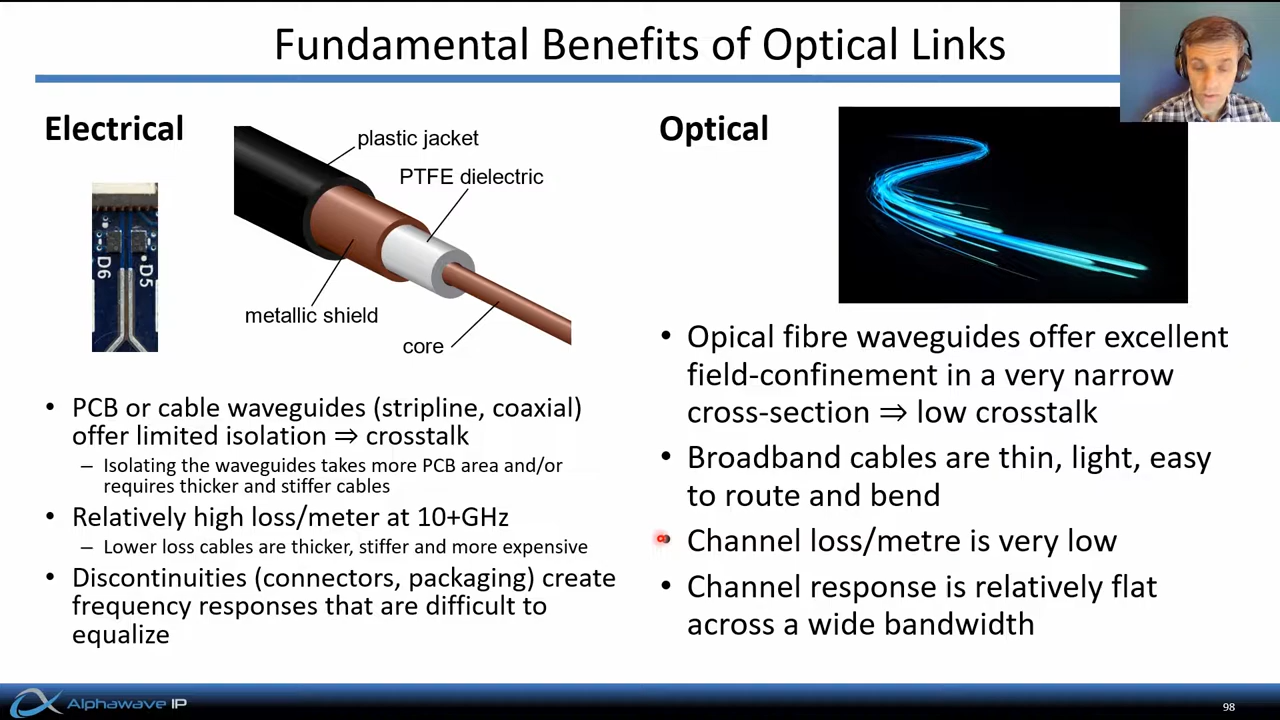 Fundamental Benefits of Optical Links
Electrical
plastic jacket
PTFE dielectric
metallic shield
core
D6
D5
• PCB or cable waveguides (stripline, coaxial)
offer limited isolation ⇒ crosstalk
– Isolating the waveguides takes more PCB area and/or
requires thicker and stiffer cables
• Relatively high loss/meter at 10+GHz
– Lower loss cables are thicker, stiffer and more expensive
• Discontinuities (connectors, packaging) create
frequency responses that are difficult to
equalize
Optical
• Opical fibre waveguides offer excellent
field-confinement in a very narrow
cross-section ⇒ low crosstalk
• Broadband cables are thin, light, easy
to route and bend
• Channel loss/metre is very low
• Channel response is relatively flat
across a wide bandwidth
Alphawave IP
98